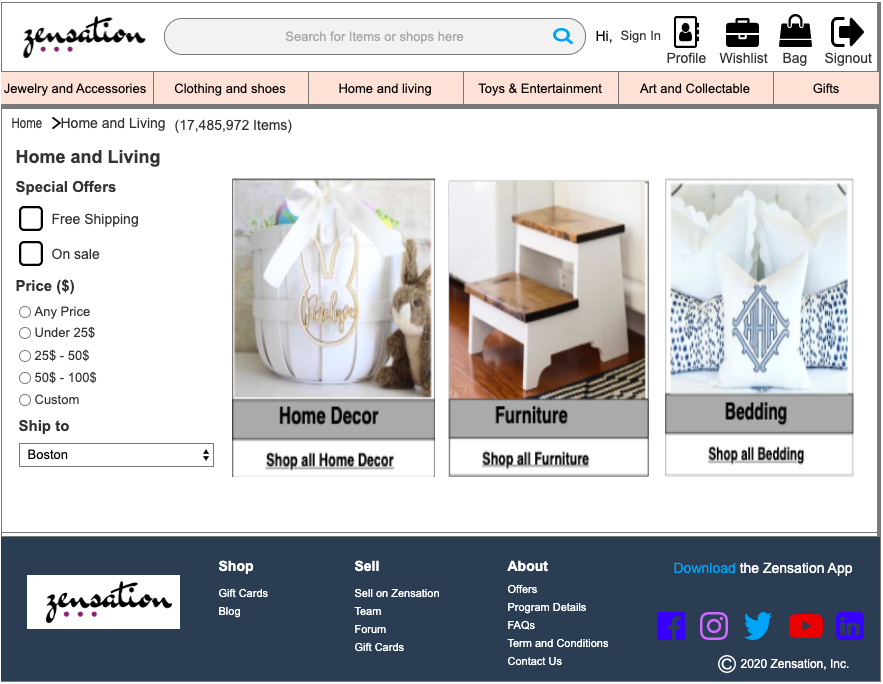 zensation
Search for Items or shops here
Hi, Sign In
Profile
Wishlist
Bag
Signout
Jewelry and Accessories
Clothing and shoes
Home and living
Toys & Entertainment
Art and Collectable
Gifts
Home >Home and Living (17,485,972 Items)
Home and Living
Special Offers
Free Shipping
On sale
Price ($)
Any Price
Under 25$
25$ - 50$
50$ - 100$
Custom
Ship to
Boston
Home Decor
Shop all Home Decor
Furniture
Shop all Furniture
Bedding
Shop all Bedding
zensation
Shop
Gift Cards
Blog
Sell
Sell on Zensation
Team
Forum
Gift Cards
About
Offers
Program Details
FAQs
Term and Conditions
Contact Us
Download the Zensation App
© 2020 Zensation, Inc.